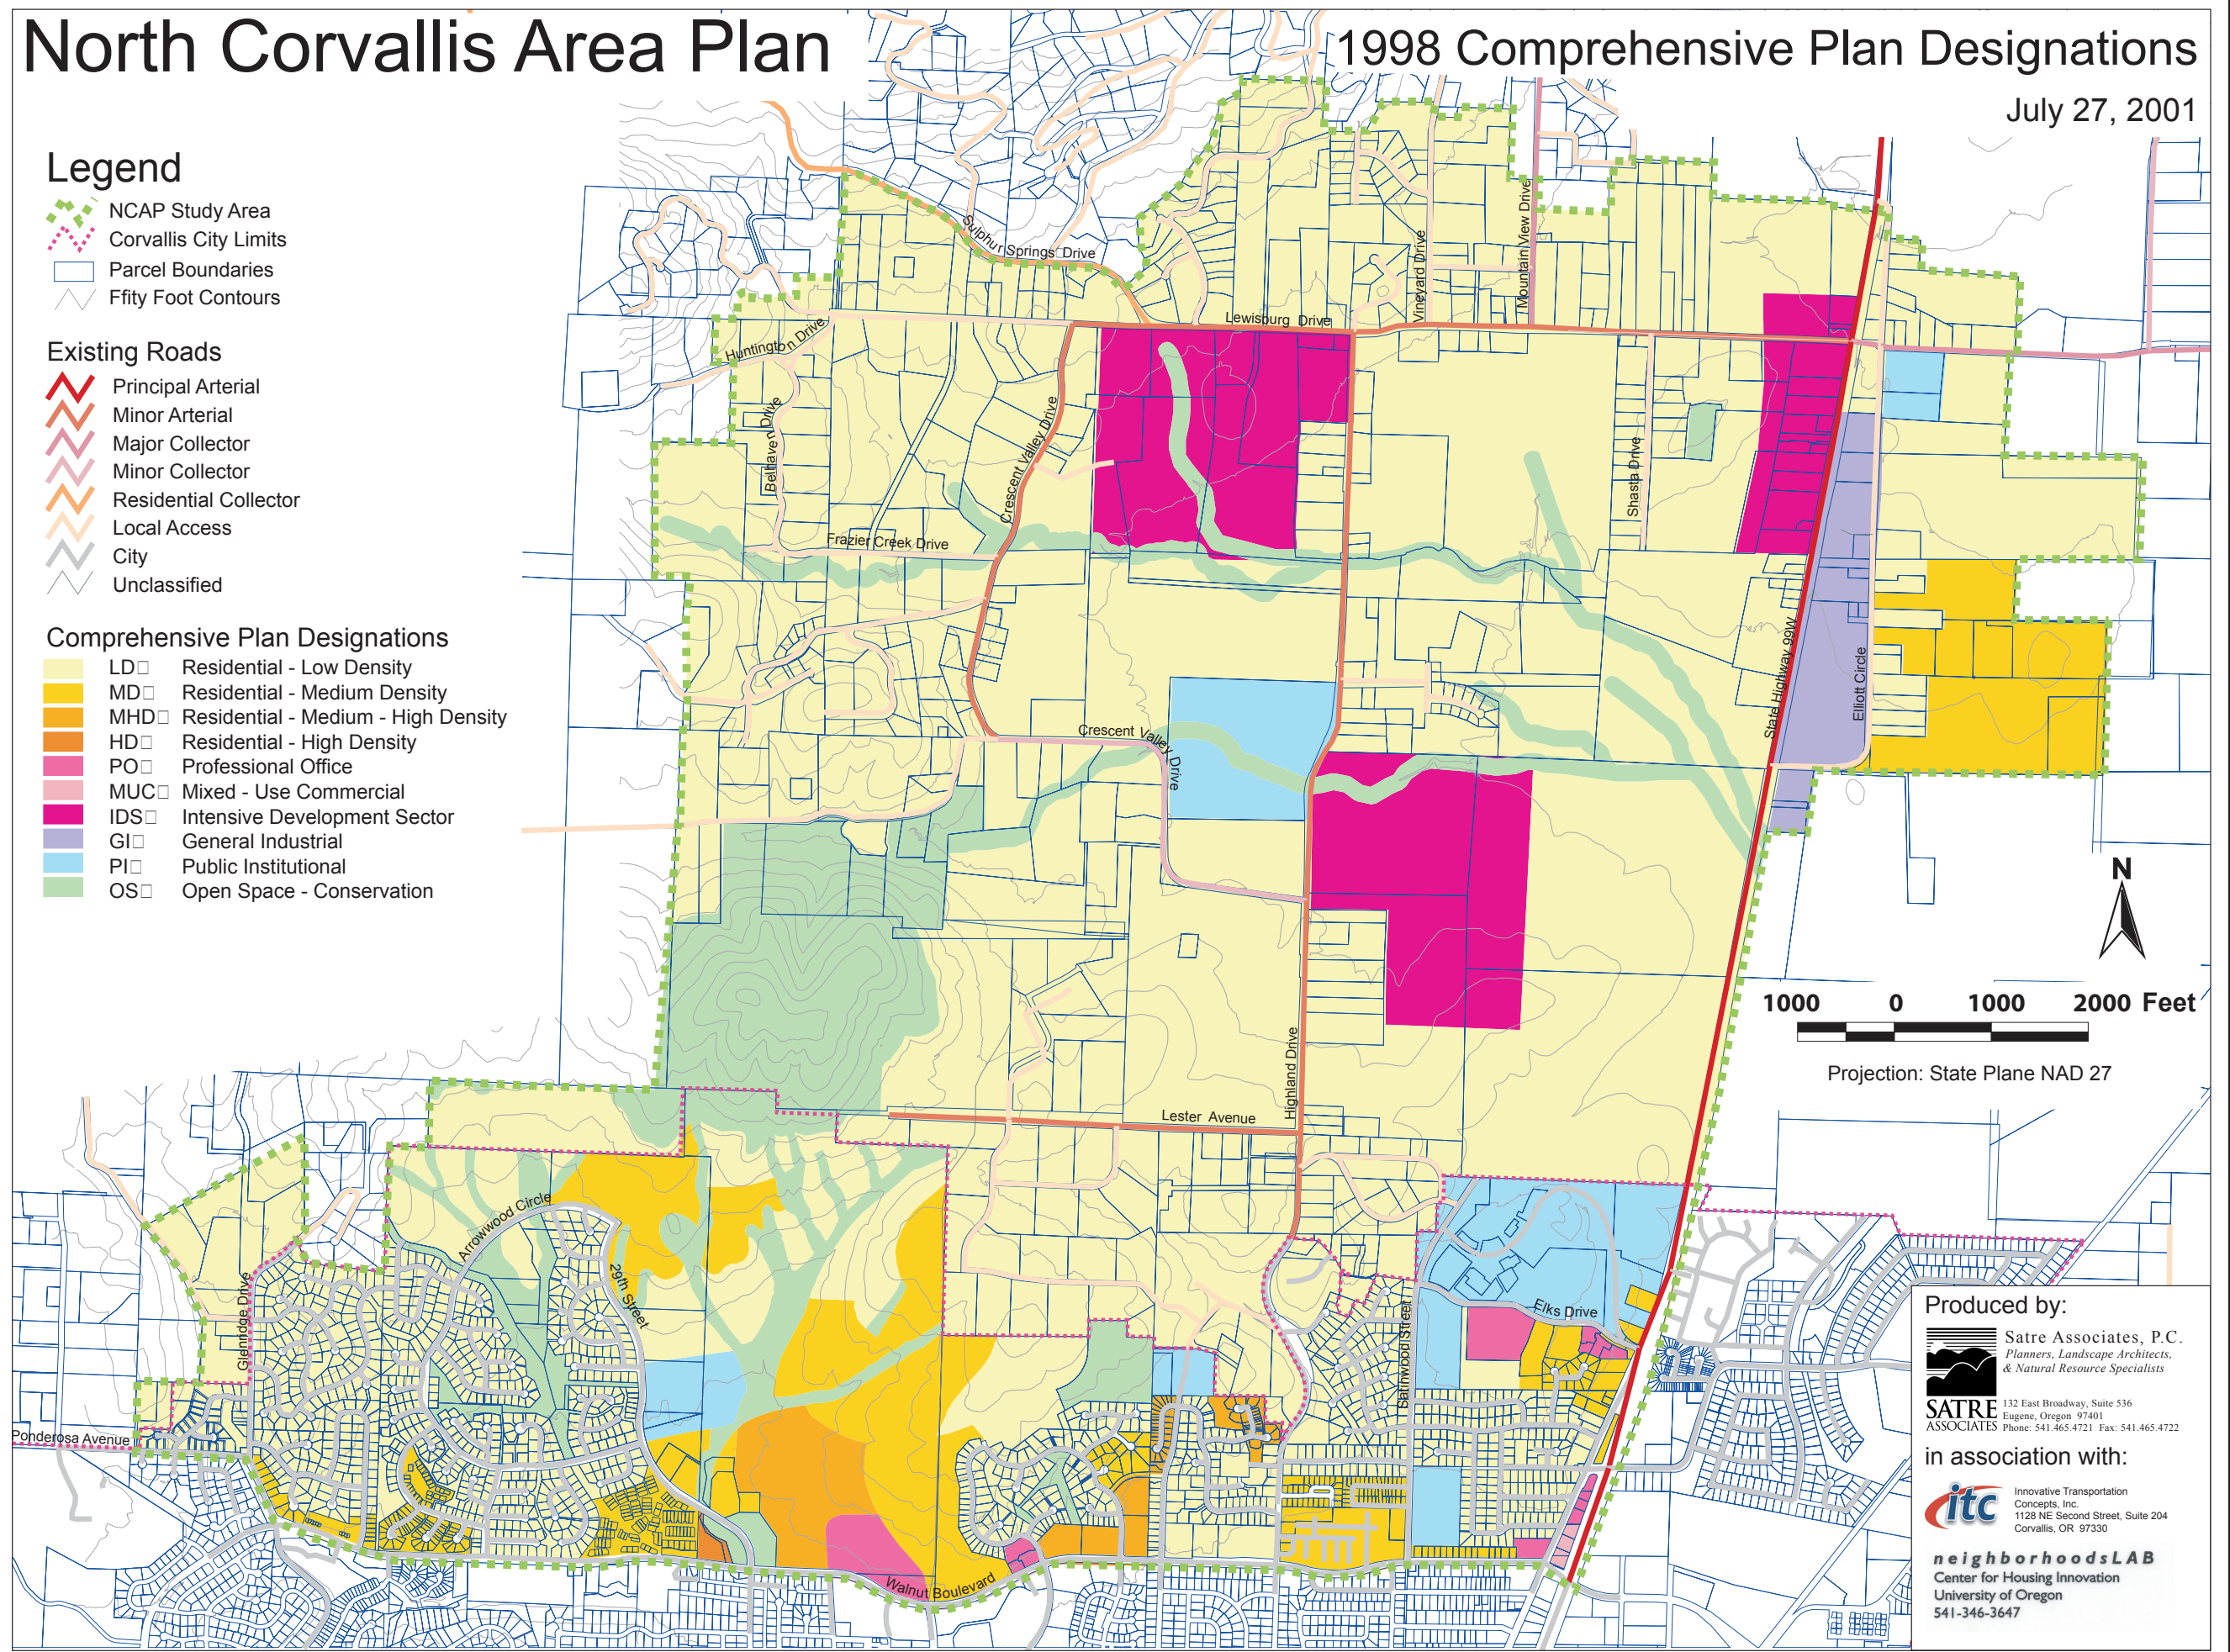 North Corvallis Area Plan
1998 Comprehensive Plan Designations
July 27, 2001
Legend
NCAP Study Area
Corvallis City Limits
Parcel Boundaries
Ffity Foot Contours
Existing Roads
Principal Arterial
Minor Arterial
Major Collector
Minor Collector
Residential Collector
Local Access
City
Unclassified
Comprehensive Plan Designations
LD□ Residential - Low Density
MD□ Residential - Medium Density
MHD□ Residential - Medium - High Density
HD□ Residential - High Density
PO□ Professional Office
MUC□ Mixed - Use Commercial
IDS□ Intensive Development Sector
GI□ General Industrial
PI□ Public Institutional
OS□ Open Space - Conservation
Sulphur Springs□Drive
Lewisburg Drive
Vineyard Drive
Mountain View Drive
Huntington Drive
Belhaven Drive
Crescent Valley Drive
Frazier Creek Drive
Shasta Drive
State Highway 99W
Elliott Circle
Crescent Valley Drive
Highland Drive
Lester Avenue
Arrowwood Circle
29th Street
Glenridge Drive
Ponderosa Avenue
Satinwood Street
Elks Drive
Walnut Boulevard
N
1000 0 1000 2000 Feet
Projection: State Plane NAD 27
Produced by:
Satre Associates, P.C.
Planners, Landscape Architects,
& Natural Resource Specialists
SATRE
ASSOCIATES
132 East Broadway, Suite 536
Eugene, Oregon 97401
Phone: 541.465.4721 Fax: 541.465.4722
in association with:
itc
Innovative Transportation
Concepts, Inc.
1128 NE Second Street, Suite 204
Corvallis, OR 97330
neighborhoodsLAB
Center for Housing Innovation
University of Oregon
541-346-3647